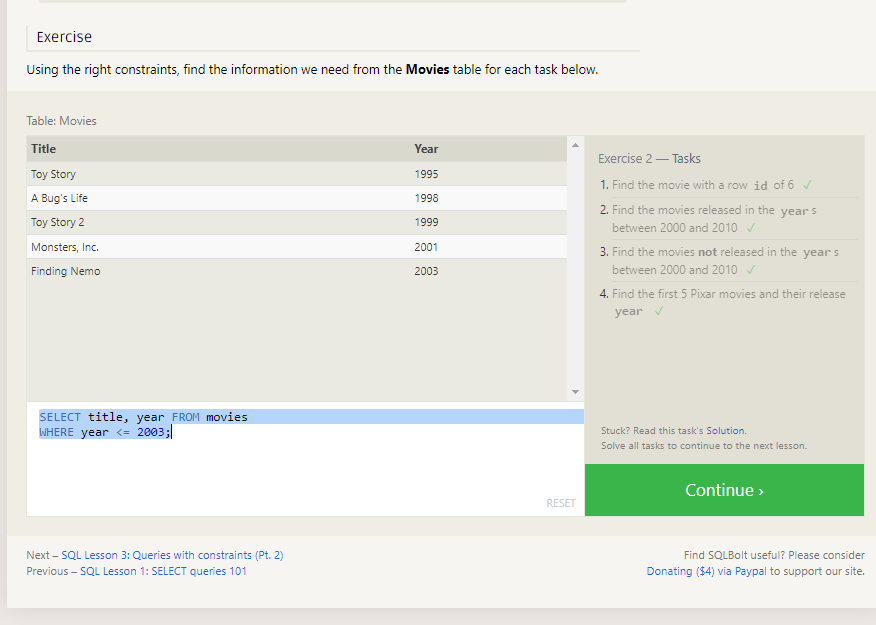 Exercise
Using the right constraints, find the information we need from the Movies table for each task below.
Table: Movies
Title Year
Toy Story 1995
A Bug's Life 1998
Toy Story 2 1999
Monsters, Inc. 2001
Finding Nemo 2003
SELECT title, year FROM movies
WHERE year <= 2003;
RESET
Exercise 2 — Tasks
1. Find the movie with a row id of 6 ✓
2. Find the movies released in the years
between 2000 and 2010 ✓
3. Find the movies not released in the years
between 2000 and 2010 ✓
4. Find the first 5 Pixar movies and their release
year ✓
Stuck? Read this task's Solution.
Solve all tasks to continue to the next lesson.
Continue ›
Next – SQL Lesson 3: Queries with constraints (Pt. 2)
Previous – SQL Lesson 1: SELECT queries 101
Find SQLBolt useful? Please consider
Donating ($4) via Paypal to support our site.